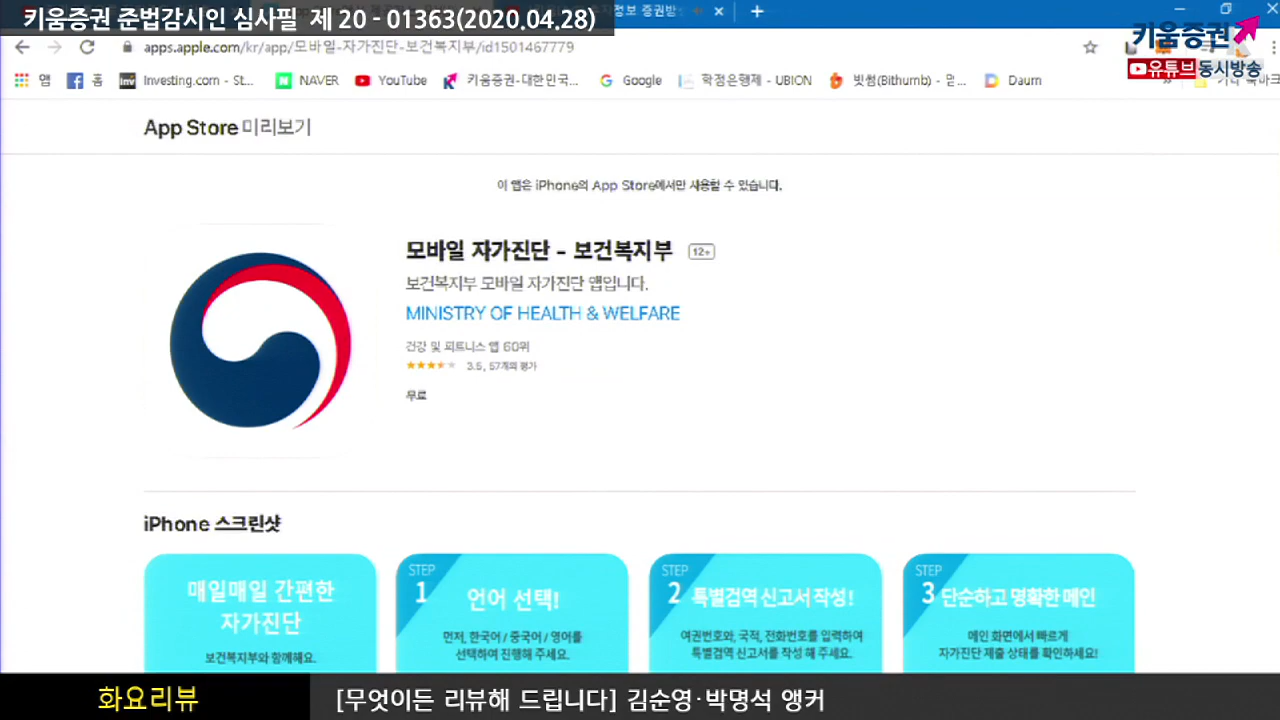 키움증권 준법감시인 심사필 제 20 - 01363(2020.04.28)
정보 증권방
키움증권
유튜브동시방송
apps.apple.com/kr/app/모바일-자가진단-보건복지부/id1501467779
앱 홈 Investing.com - St... NAVER YouTube 키움증권-대한민국... Google 학점은행제 - UBION 빗썸(Bithumb) - 암... Daum
App Store 미리보기
이 앱은 iPhone의 App Store에서만 사용할 수 있습니다.
모바일 자가진단 - 보건복지부 12+
보건복지부 모바일 자가진단 앱입니다.
MINISTRY OF HEALTH & WELFARE
건강 및 피트니스 앱 60위
3.5, 57개의 평가
무료
iPhone 스크린샷
매일매일 간편한
자가진단
보건복지부와 함께해요.
STEP
1 언어 선택!
먼저, 한국어 / 중국어 / 영어를
선택하여 진행해 주세요.
STEP
2 특별검역 신고서 작성!
여권번호와, 국적, 전화번호를 입력하여
특별검역 신고서를 작성 해 주세요.
STEP
3 단순하고 명확한 메인
메인 화면에서 빠르게
자가진단 제출 상태를 확인하세요!
화요리뷰
[무엇이든 리뷰해 드립니다] 김순영·박명석 앵커